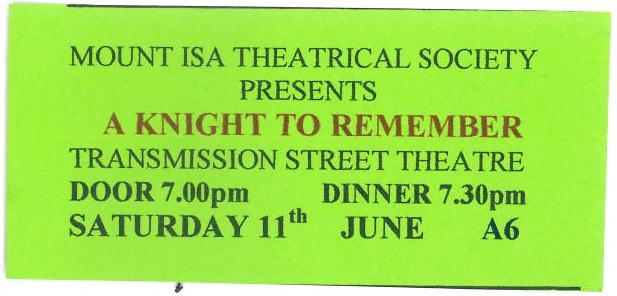 MOUNT ISA THEATRICAL SOCIETY
PRESENTS
A KNIGHT TO REMEMBER
TRANSMISSION STREET THEATRE
DOOR 7.00pm DINNER 7.30pm
SATURDAY 11th JUNE A6